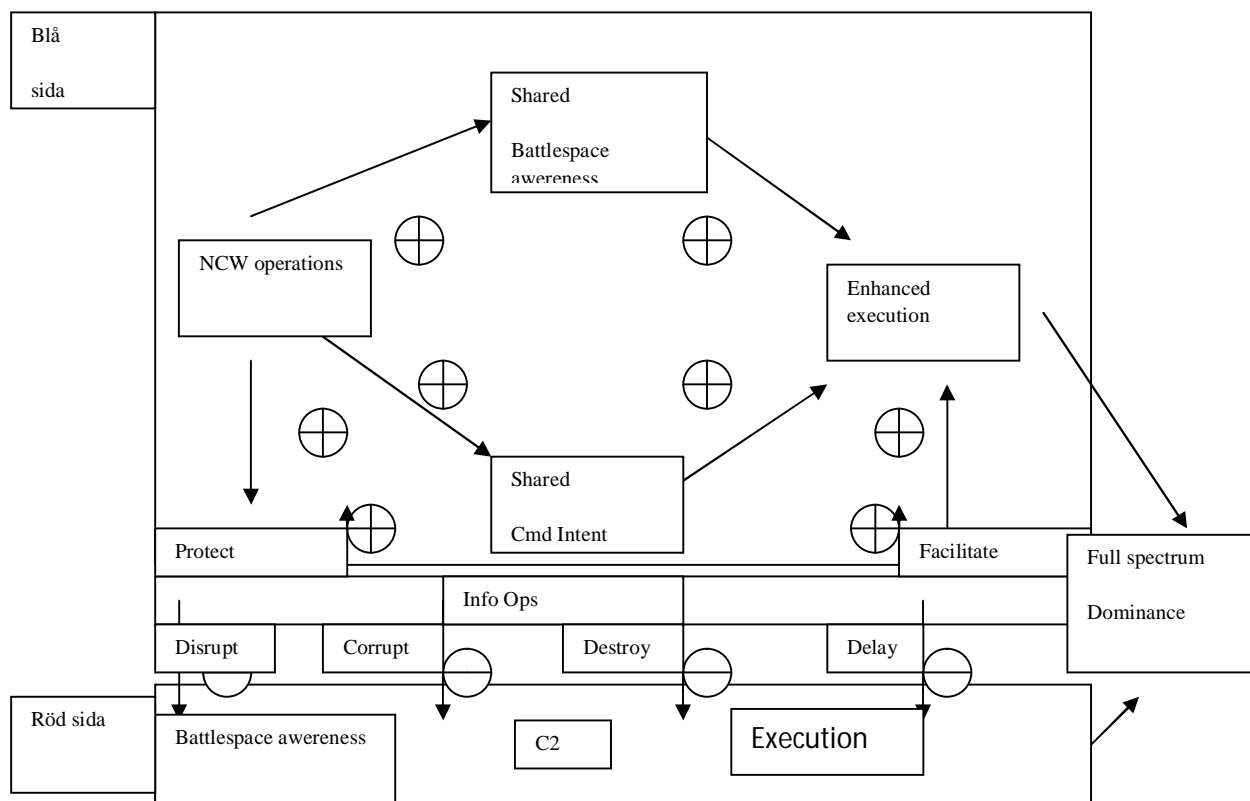 Blå
sida
Shared
Battlespace
awereness
NCW operations
Enhanced
execution
Shared
Cmd Intent
Protect
Facilitate
Full spectrum
Dominance
Info Ops
Disrupt
Corrupt
Destroy
Delay
Röd sida
Battlespace awereness
C2
Execution